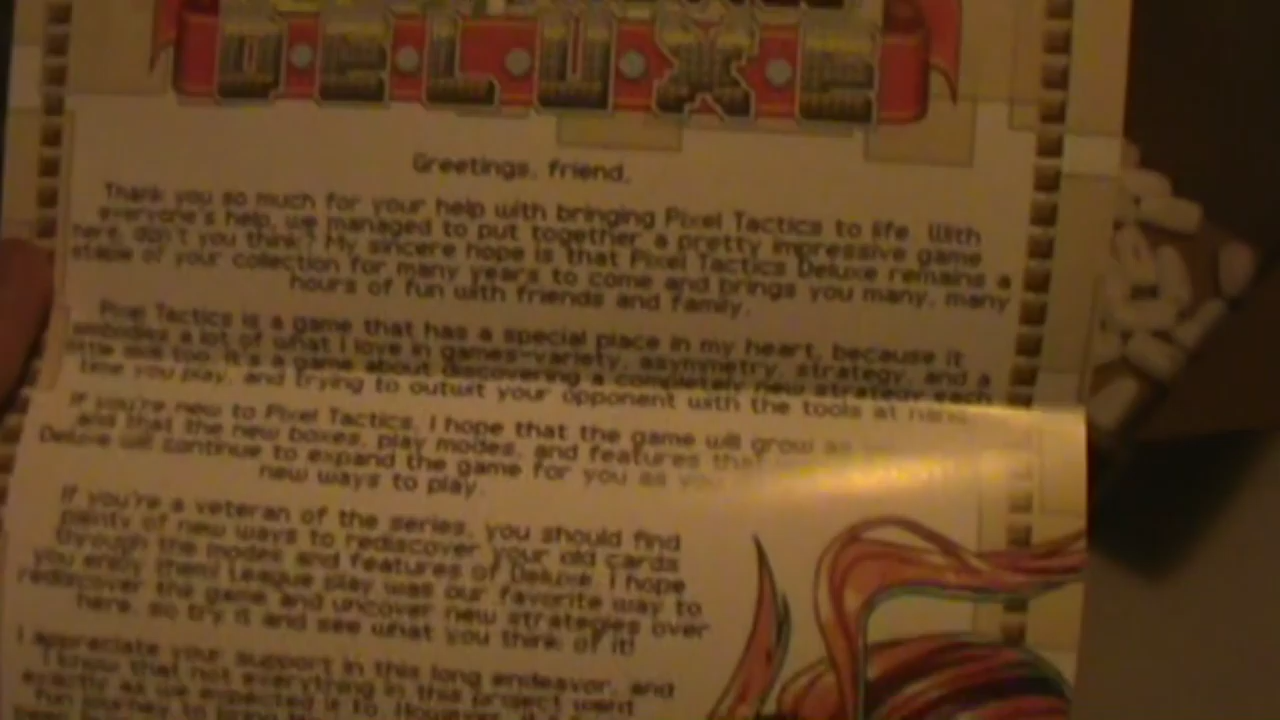 DELUXE
Greetings, friend,
Thank you so much for your help with bringing Pixel Tactics to life. With
everyone's help, we managed to put together a pretty impressive game
here, don't you think? My sincere hope is that Pixel Tactics Deluxe remains a
staple of your collection for many years to come and brings you many, many
hours of fun with friends and family.
Pixel Tactics is a game that has a special place in my heart, because it
embodies a lot of what I love in games-variety, asymmetry, strategy, and a
little skill too. It's a game about discovering a completely new strategy each
time you play, and trying to outwit your opponent with the tools at hand.
If you're new to Pixel Tactics, I hope that the game will grow as
and that the new boxes, play modes, and features that
Deluxe will continue to expand the game for you as you
new ways to play.
If you're a veteran of the series, you should find
plenty of new ways to rediscover your old cards
through the modes and features of Deluxe. I hope
you enjoy them! League play was our favorite way to
rediscover the game and uncover new strategies over
here, so try it and see what you think of it!
I appreciate your support in this long endeavor, and
I know that not everything in this project went
exactly as we expected it to. However,
fun journey to bring